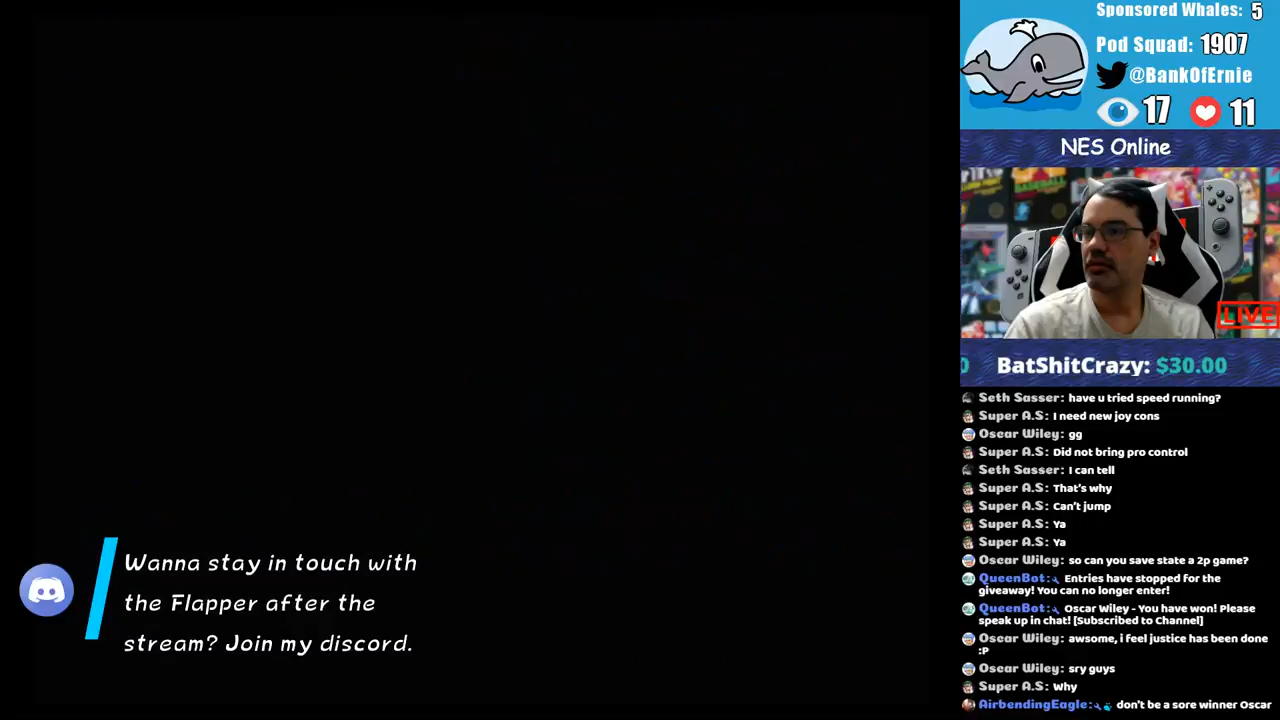 Sponsored Whales: 5
Pod Squad: 1907
@BankOfErnie
17 11
NES Online
LIVE
BatShitCrazy: $30.00
Seth Sasser: have u tried speed running?
Super A.S: I need new joy cons
Oscar Wiley: gg
Super A.S: Did not bring pro control
Seth Sasser: I can tell
Super A.S: That's why
Super A.S: Can't jump
Super A.S: Ya
Super A.S: Ya
Oscar Wiley: so can you save state a 2p game?
QueenBot: Entries have stopped for the
giveaway! You can no longer enter!
QueenBot: Oscar Wiley - You have won! Please
speak up in chat! [Subscribed to Channel]
Oscar Wiley: awsome, i feel justice has been done
:P
Oscar Wiley: sry guys
Super A.S: Why
AirbendingEagle: don't be a sore winner Oscar
Wanna stay in touch with
the Flapper after the
stream? Join my discord.